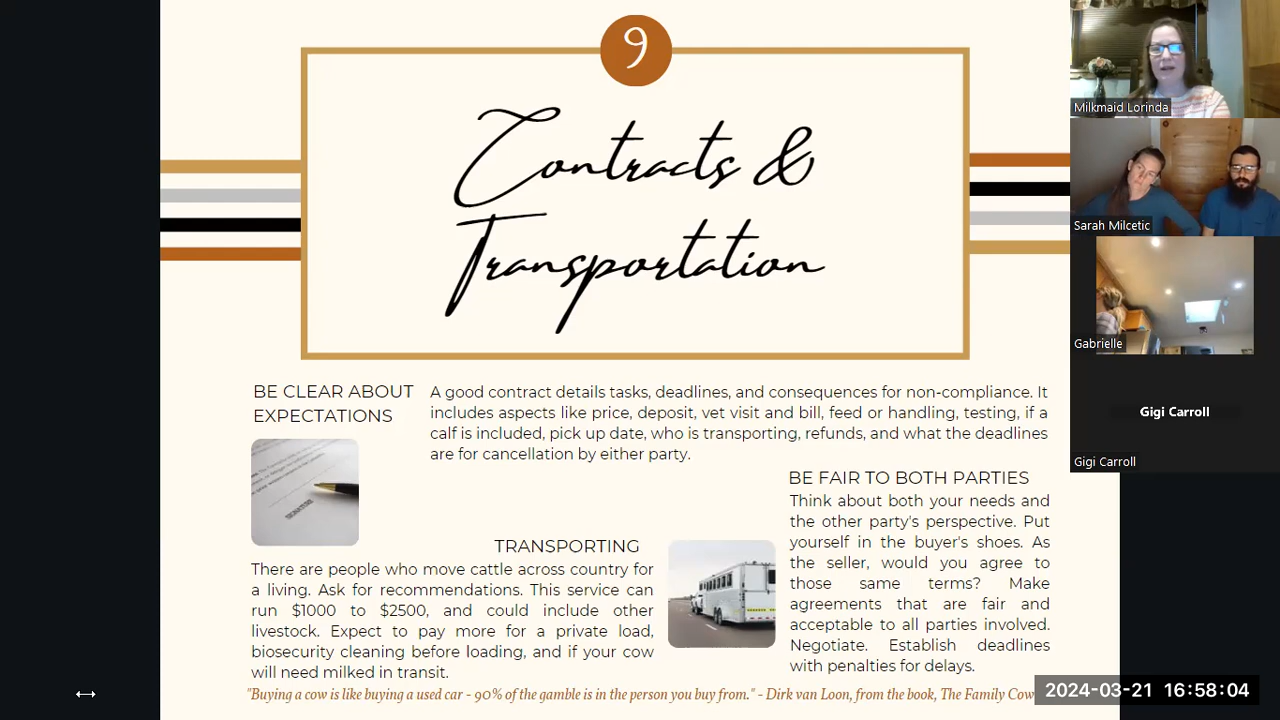 9
Contracts &
Transportation
BE CLEAR ABOUT
EXPECTATIONS
A good contract details tasks, deadlines, and consequences for non-compliance. It
includes aspects like price, deposit, vet visit and bill, feed or handling, testing, if a
calf is included, pick up date, who is transporting, refunds, and what the deadlines
are for cancellation by either party.
SIGNATURE
TRANSPORTING
There are people who move cattle across country for
a living. Ask for recommendations. This service can
run $1000 to $2500, and could include other
livestock. Expect to pay more for a private load,
biosecurity cleaning before loading, and if your cow
will need milked in transit.
BE FAIR TO BOTH PARTIES
Think about both your needs and
the other party's perspective. Put
yourself in the buyer's shoes. As
the seller, would you agree to
those same terms? Make
agreements that are fair and
acceptable to all parties involved.
Negotiate. Establish deadlines
with penalties for delays.
"Buying a cow is like buying a used car - 90% of the gamble is in the person you buy from." - Dirk van Loon, from the book, The Family Cow
Milkmaid Lorinda
Sarah Milcetic
Gabrielle
Gigi Carroll
Gigi Carroll
2024-03-21 16:58:04